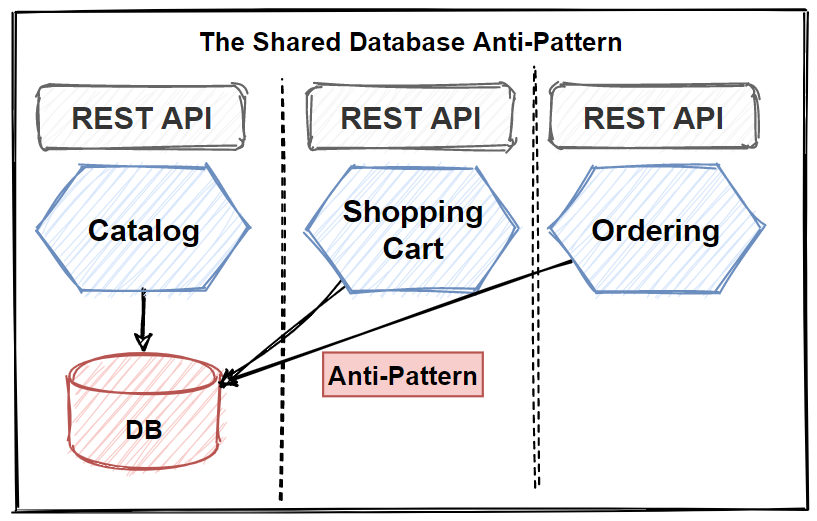 The Shared Database Anti-Pattern
REST API
REST API
REST API
Catalog
Shopping
Cart
Ordering
Anti-Pattern
DB